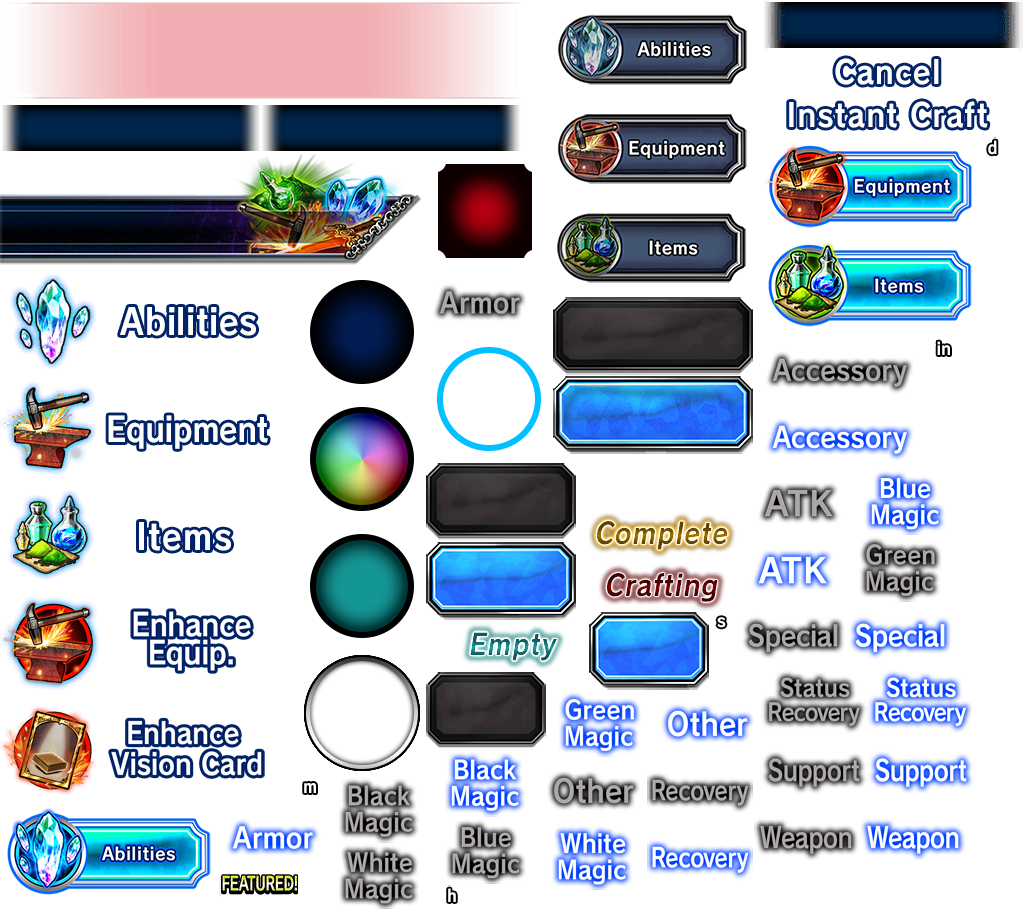 Abilities
Cancel
Instant Craft
d
Equipment
Equipment
Items
Items
Abilities
Armor
in
Accessory
Equipment
Accessory
ATK
Blue
Magic
Items
Complete
Green
Magic
ATK
Crafting
Enhance
Equip.
s
Special
Special
Empty
Status
Recovery
Status
Recovery
Green
Magic
Other
Enhance
Vision Card
Support
Support
m
Black
Magic
Black
Magic
Other
Recovery
Abilities
Armor
Blue
Magic
White
Magic
Recovery
Weapon
Weapon
FEATURED!
White
Magic
h